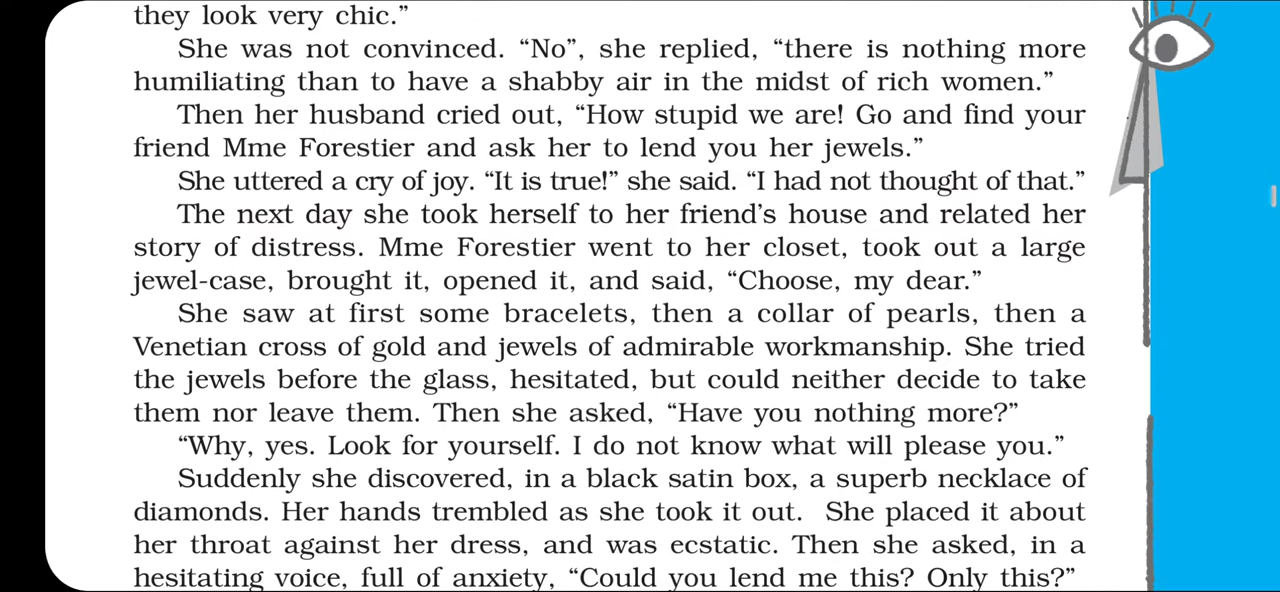 they look very chic.”
She was not convinced. “No”, she replied, “there is nothing more
humiliating than to have a shabby air in the midst of rich women.”
Then her husband cried out, “How stupid we are! Go and find your
friend Mme Forestier and ask her to lend you her jewels.”
She uttered a cry of joy. “It is true!” she said. “I had not thought of that.”
The next day she took herself to her friend’s house and related her
story of distress. Mme Forestier went to her closet, took out a large
jewel-case, brought it, opened it, and said, “Choose, my dear.”
She saw at first some bracelets, then a collar of pearls, then a
Venetian cross of gold and jewels of admirable workmanship. She tried
the jewels before the glass, hesitated, but could neither decide to take
them nor leave them. Then she asked, “Have you nothing more?”
“Why, yes. Look for yourself. I do not know what will please you.”
Suddenly she discovered, in a black satin box, a superb necklace of
diamonds. Her hands trembled as she took it out. She placed it about
her throat against her dress, and was ecstatic. Then she asked, in a
hesitating voice, full of anxiety, “Could you lend me this? Only this?”